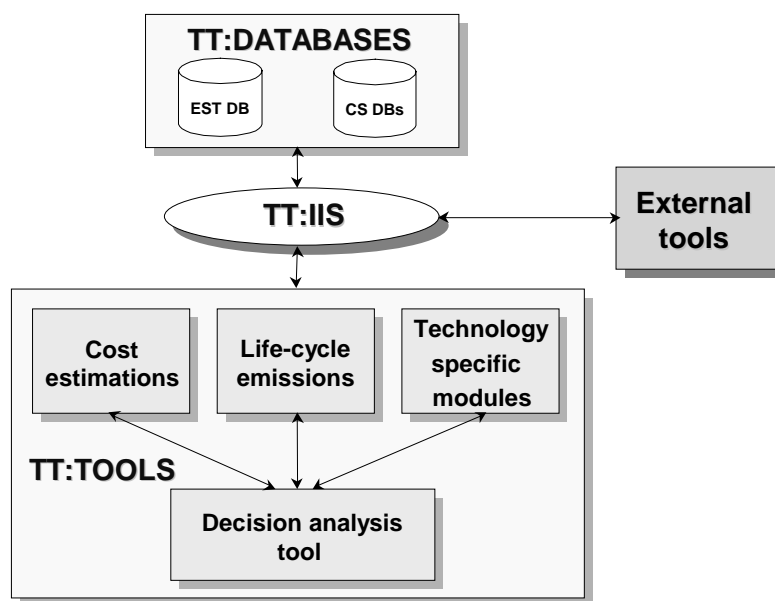 TT:DATABASES
EST DB
CS DBs
TT:IIS
External
tools
Cost
estimations
Life-cycle
emissions
Technology
specific
modules
TT:TOOLS
Decision analysis
tool